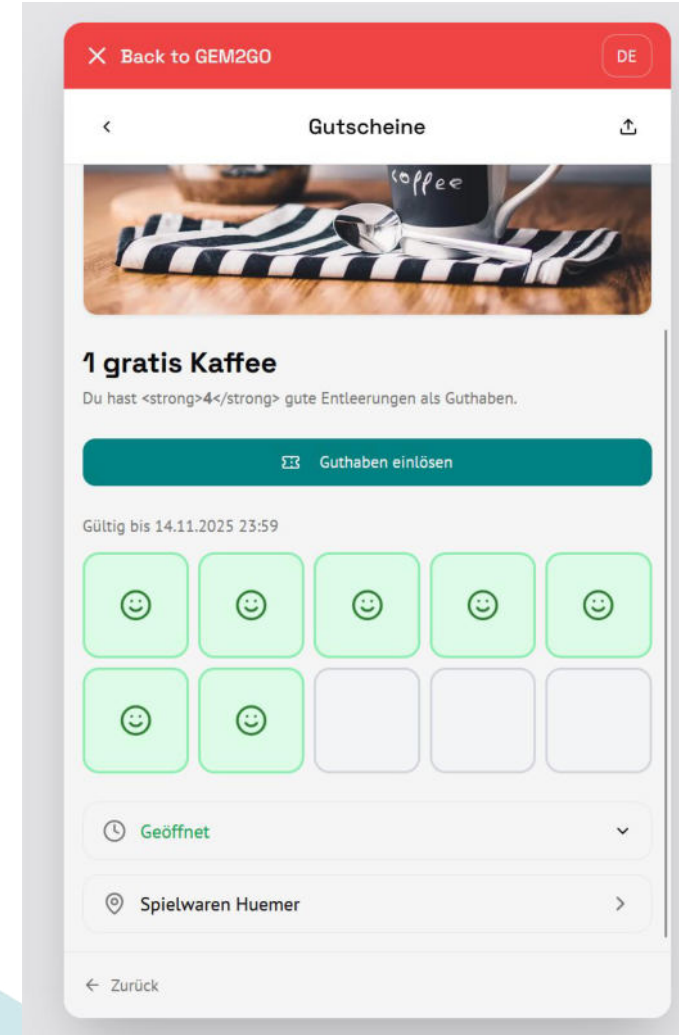 Back to GEM2GO
DE
Gutscheine
coffee
1 gratis Kaffee
Du hast <strong>4</strong> gute Entleerungen als Guthaben.
Guthaben einlösen
Gültig bis 14.11.2025 23:59
Geöffnet
Spielwaren Huemer
Zurück